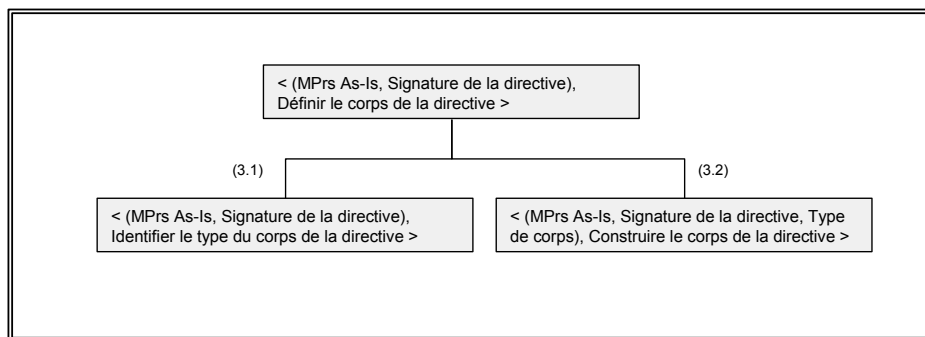 < (MPrs As-Is, Signature de la directive),
Définir le corps de la directive >
(3.1)
(3.2)
< (MPrs As-Is, Signature de la directive),
Identifier le type du corps de la directive >
< (MPrs As-Is, Signature de la directive, Type
de corps), Construire le corps de la directive >